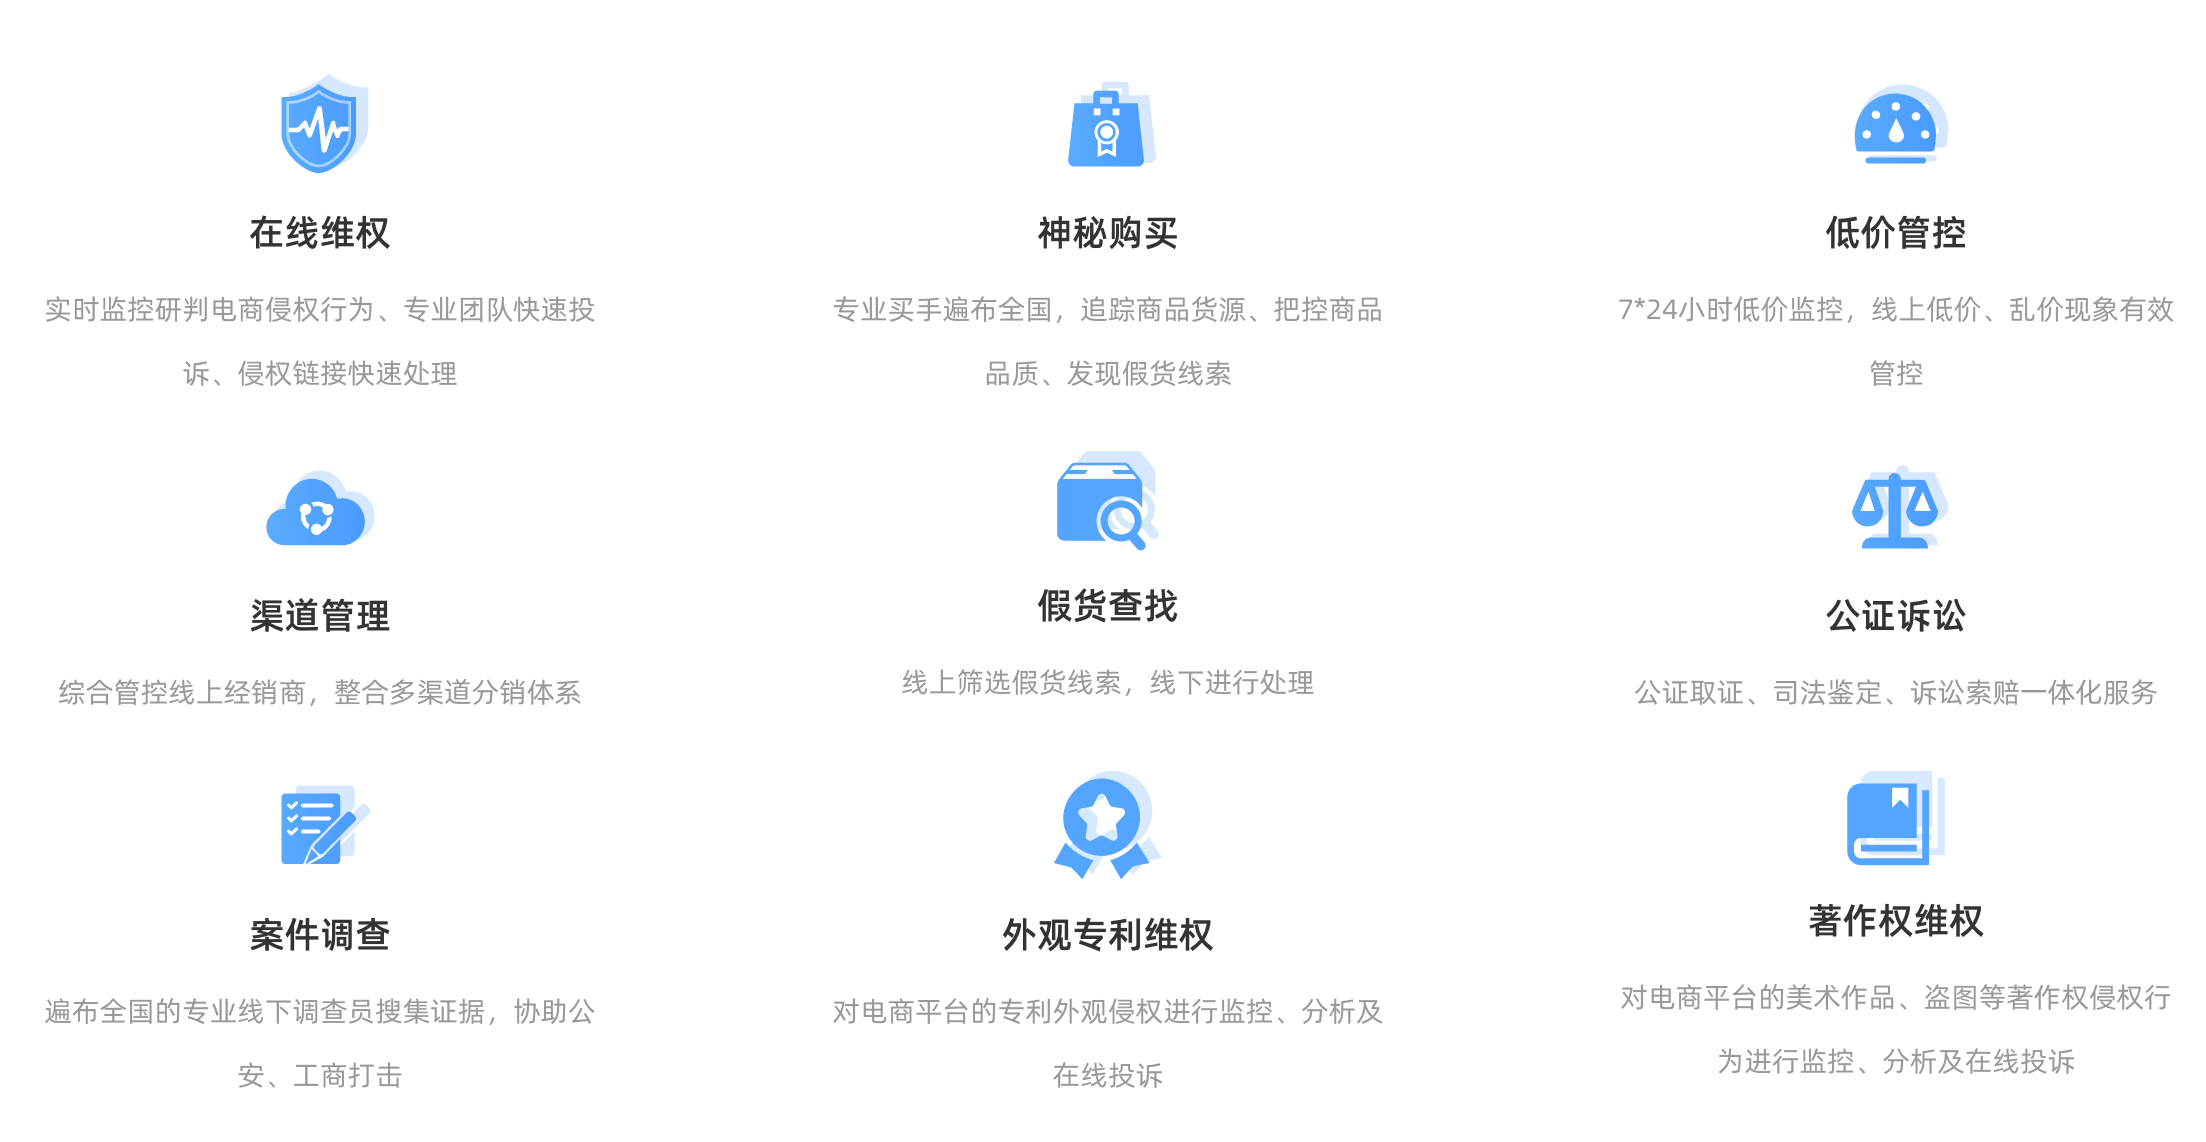 在线维权
实时监控研判电商侵权行为、专业团队快速投
诉、侵权链接快速处理
神秘购买
专业买手遍布全国，追踪商品货源、把控商品
品质、发现假货线索
低价管控
7*24小时低价监控，线上低价、乱价现象有效
管控
渠道管理
综合管控线上经销商，整合多渠道分销体系
假货查找
线上筛选假货线索，线下进行处理
公证诉讼
公证取证、司法鉴定、诉讼索赔一体化服务
案件调查
遍布全国的专业线下调查员搜集证据，协助公
安、工商打击
外观专利维权
对电商平台的专利外观侵权进行监控、分析及
在线投诉
著作权维权
对电商平台的美术作品、盗图等著作权侵权行
为进行监控、分析及在线投诉